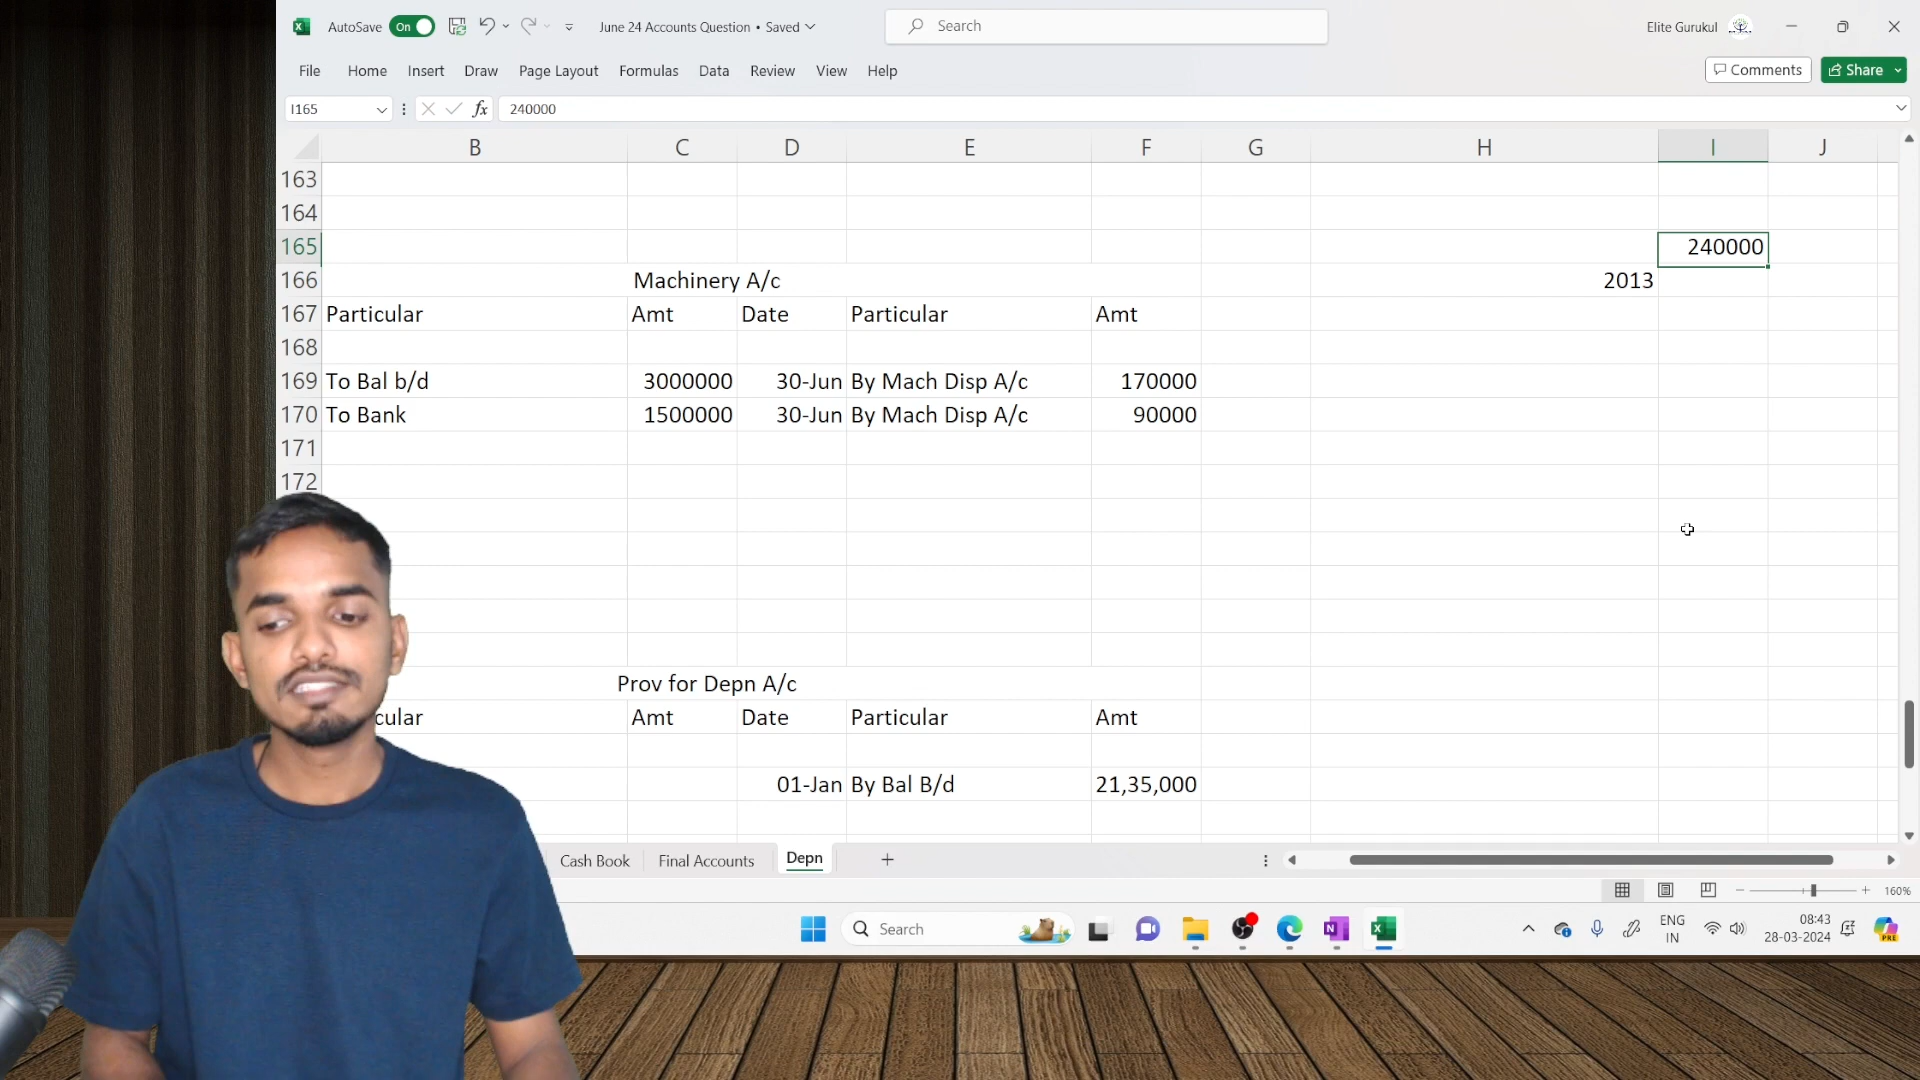 AutoSave On June 24 Accounts Question • Saved Search Elite Gurukul
File Home Insert Draw Page Layout Formulas Data Review View Help Comments Share
I165 fx 240000
B C D E F G H I J
163
164
165 240000
166 Machinery A/c 2013
167 Particular Amt Date Particular Amt
168
169 To Bal b/d 3000000 30-Jun By Mach Disp A/c 170000
170 To Bank 1500000 30-Jun By Mach Disp A/c 90000
171
172
Prov for Depn A/c
cular Amt Date Particular Amt
01-Jan By Bal B/d 21,35,000
Cash Book Final Accounts Depn
160%
Search ENG 08:43
IN 28-03-2024 PRE